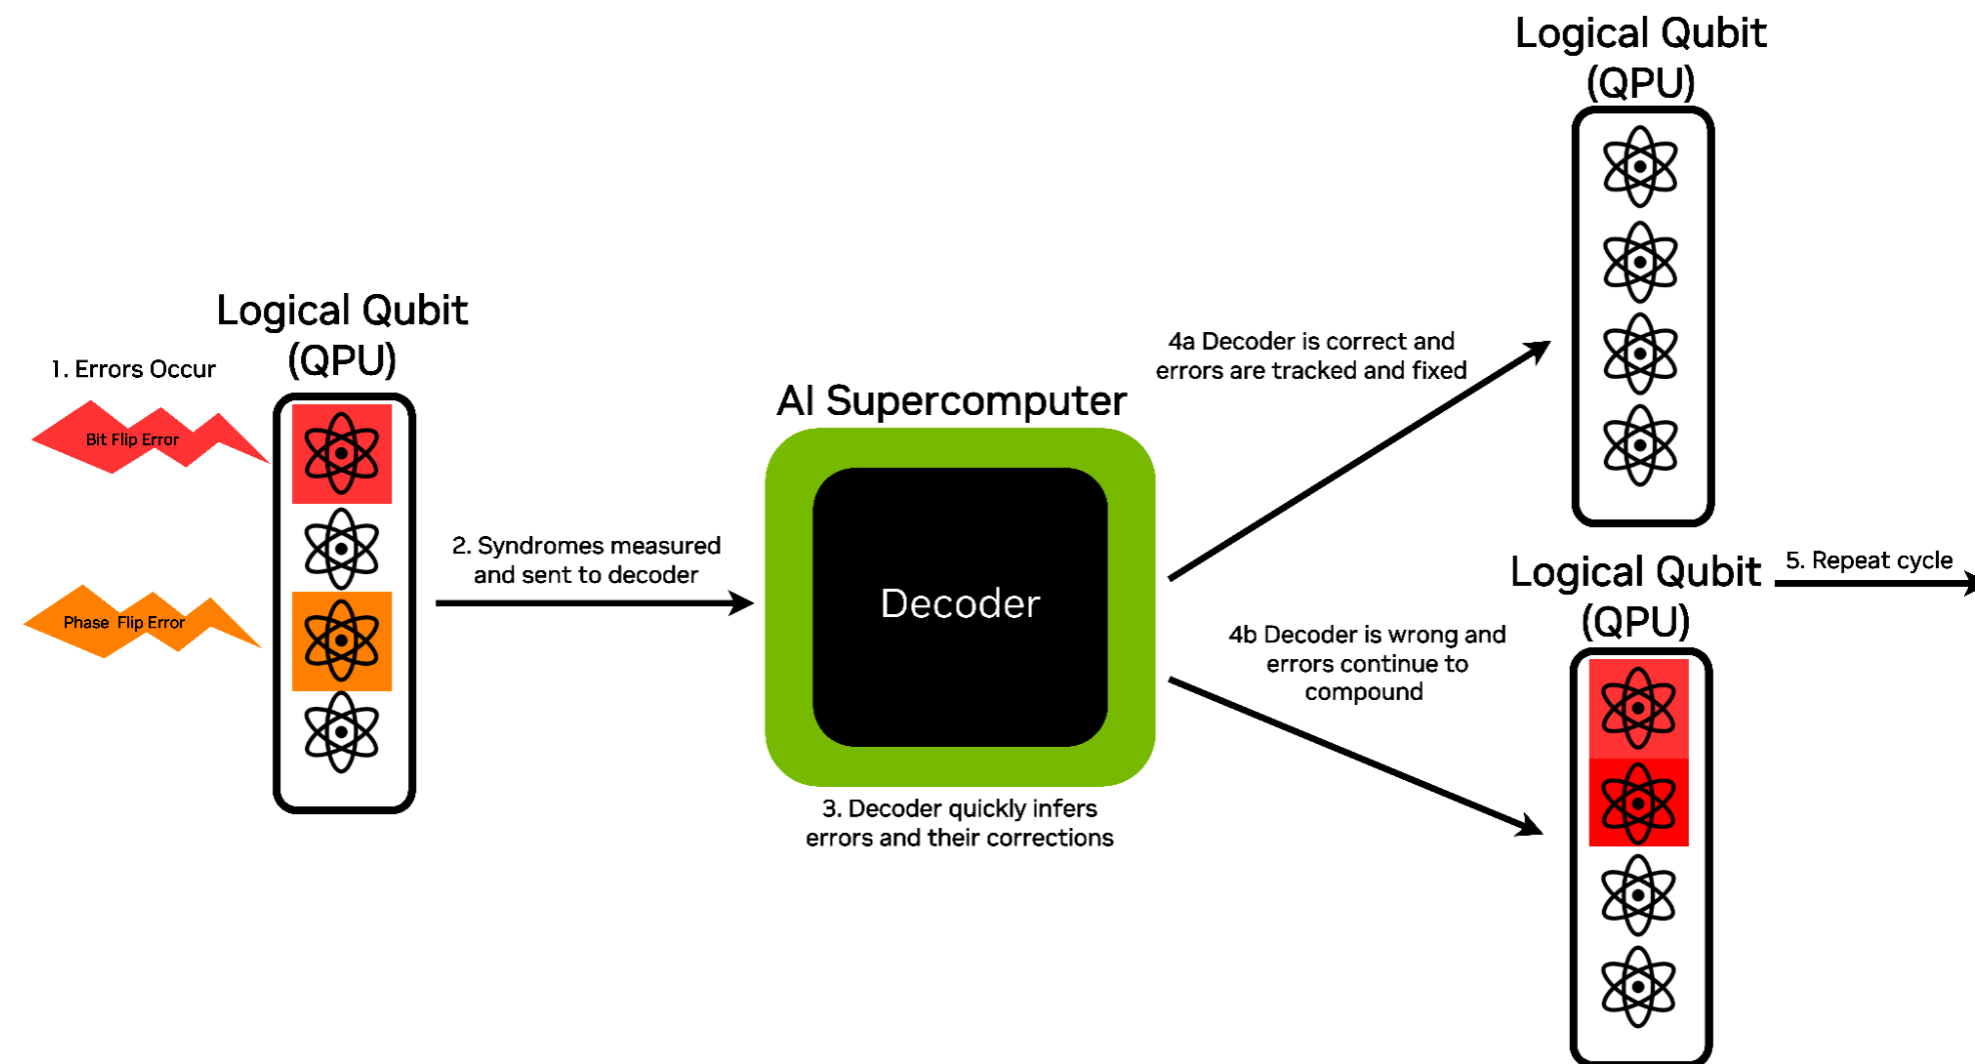 Logical Qubit
(QPU)
1. Errors Occur
Bit Flip Error
Phase Flip Error
2. Syndromes measured
and sent to decoder
AI Supercomputer
Decoder
3. Decoder quickly infers
errors and their corrections
4a Decoder is correct and
errors are tracked and fixed
Logical Qubit
(QPU)
4b Decoder is wrong and
errors continue to
compound
Logical Qubit
(QPU)
5. Repeat cycle